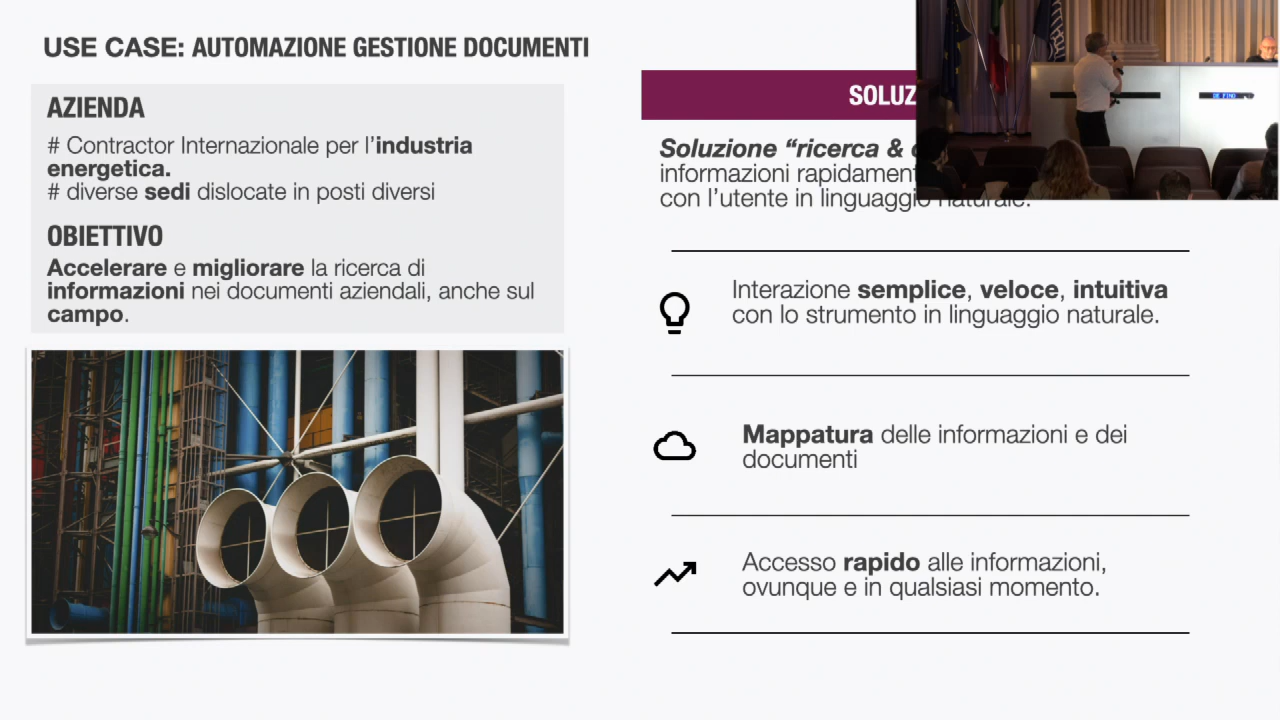 USE CASE: AUTOMAZIONE GESTIONE DOCUMENTI
AZIENDA
# Contractor Internazionale per l'industria
energetica.
# diverse sedi dislocate in posti diversi
OBIETTIVO
Accelerare e migliorare la ricerca di
informazioni nei documenti aziendali, anche sul
campo.
SOLUZ
Soluzione “ricerca &
informazioni rapidament
con l’utente in linguaggio naturale.
Interazione semplice, veloce, intuitiva
con lo strumento in linguaggio naturale.
Mappatura delle informazioni e dei
documenti
Accesso rapido alle informazioni,
ovunque e in qualsiasi momento.